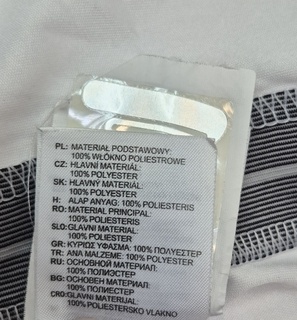 PL: MATERIAŁ PODSTAWOWY:
100% WŁÓKNO POLIESTROWE
CZ: HLAVNÍ MATERIÁL:
100% POLYESTER
SK: HLAVNÝ MATERIÁL:
100% POLYESTER
H: ALAP ANYAG: 100% POLIESTERIS
RO: MATERIAL PRINCIPAL:
100% POLIESTERIS
SLO: GLAVNI MATERIAL:
100% POLIESTER
GR: ΚΥΡΙΩΣ ΥΦΑΣΜΑ: 100% ΠΟΛΥΕΣΤΕΡ
TR: ANA MALZEME: 100% POLYESTER
RU: ОСНОВНОЙ МАТЕРИАЛ:
100% ПОЛИЭСТЕР
BG: ОСНОВЕН МАТЕРИАЛ:
100% ПОЛИЕСТЕР
CRO: GLAVNI MATERIJAL:
100% POLIESTERSKO VLAKNO